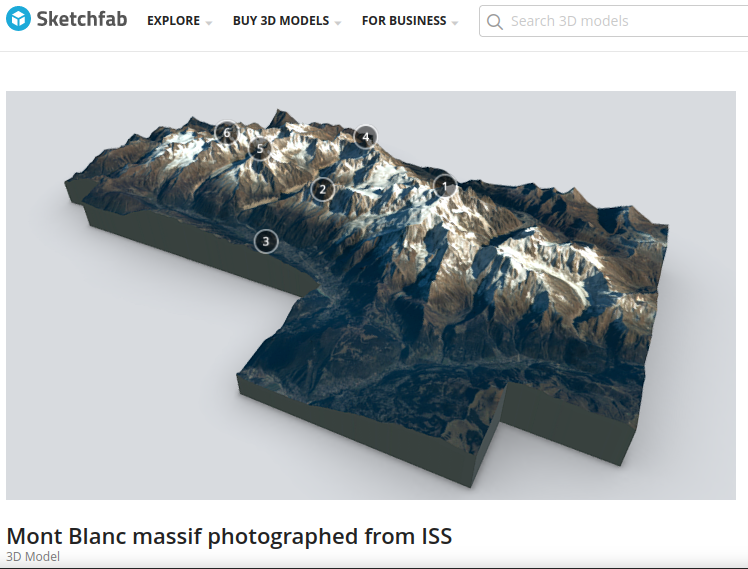 Sketchfab EXPLORE BUY 3D MODELS FOR BUSINESS Search 3D models
6 4
5
2 1
3
Mont Blanc massif photographed from ISS
3D Model